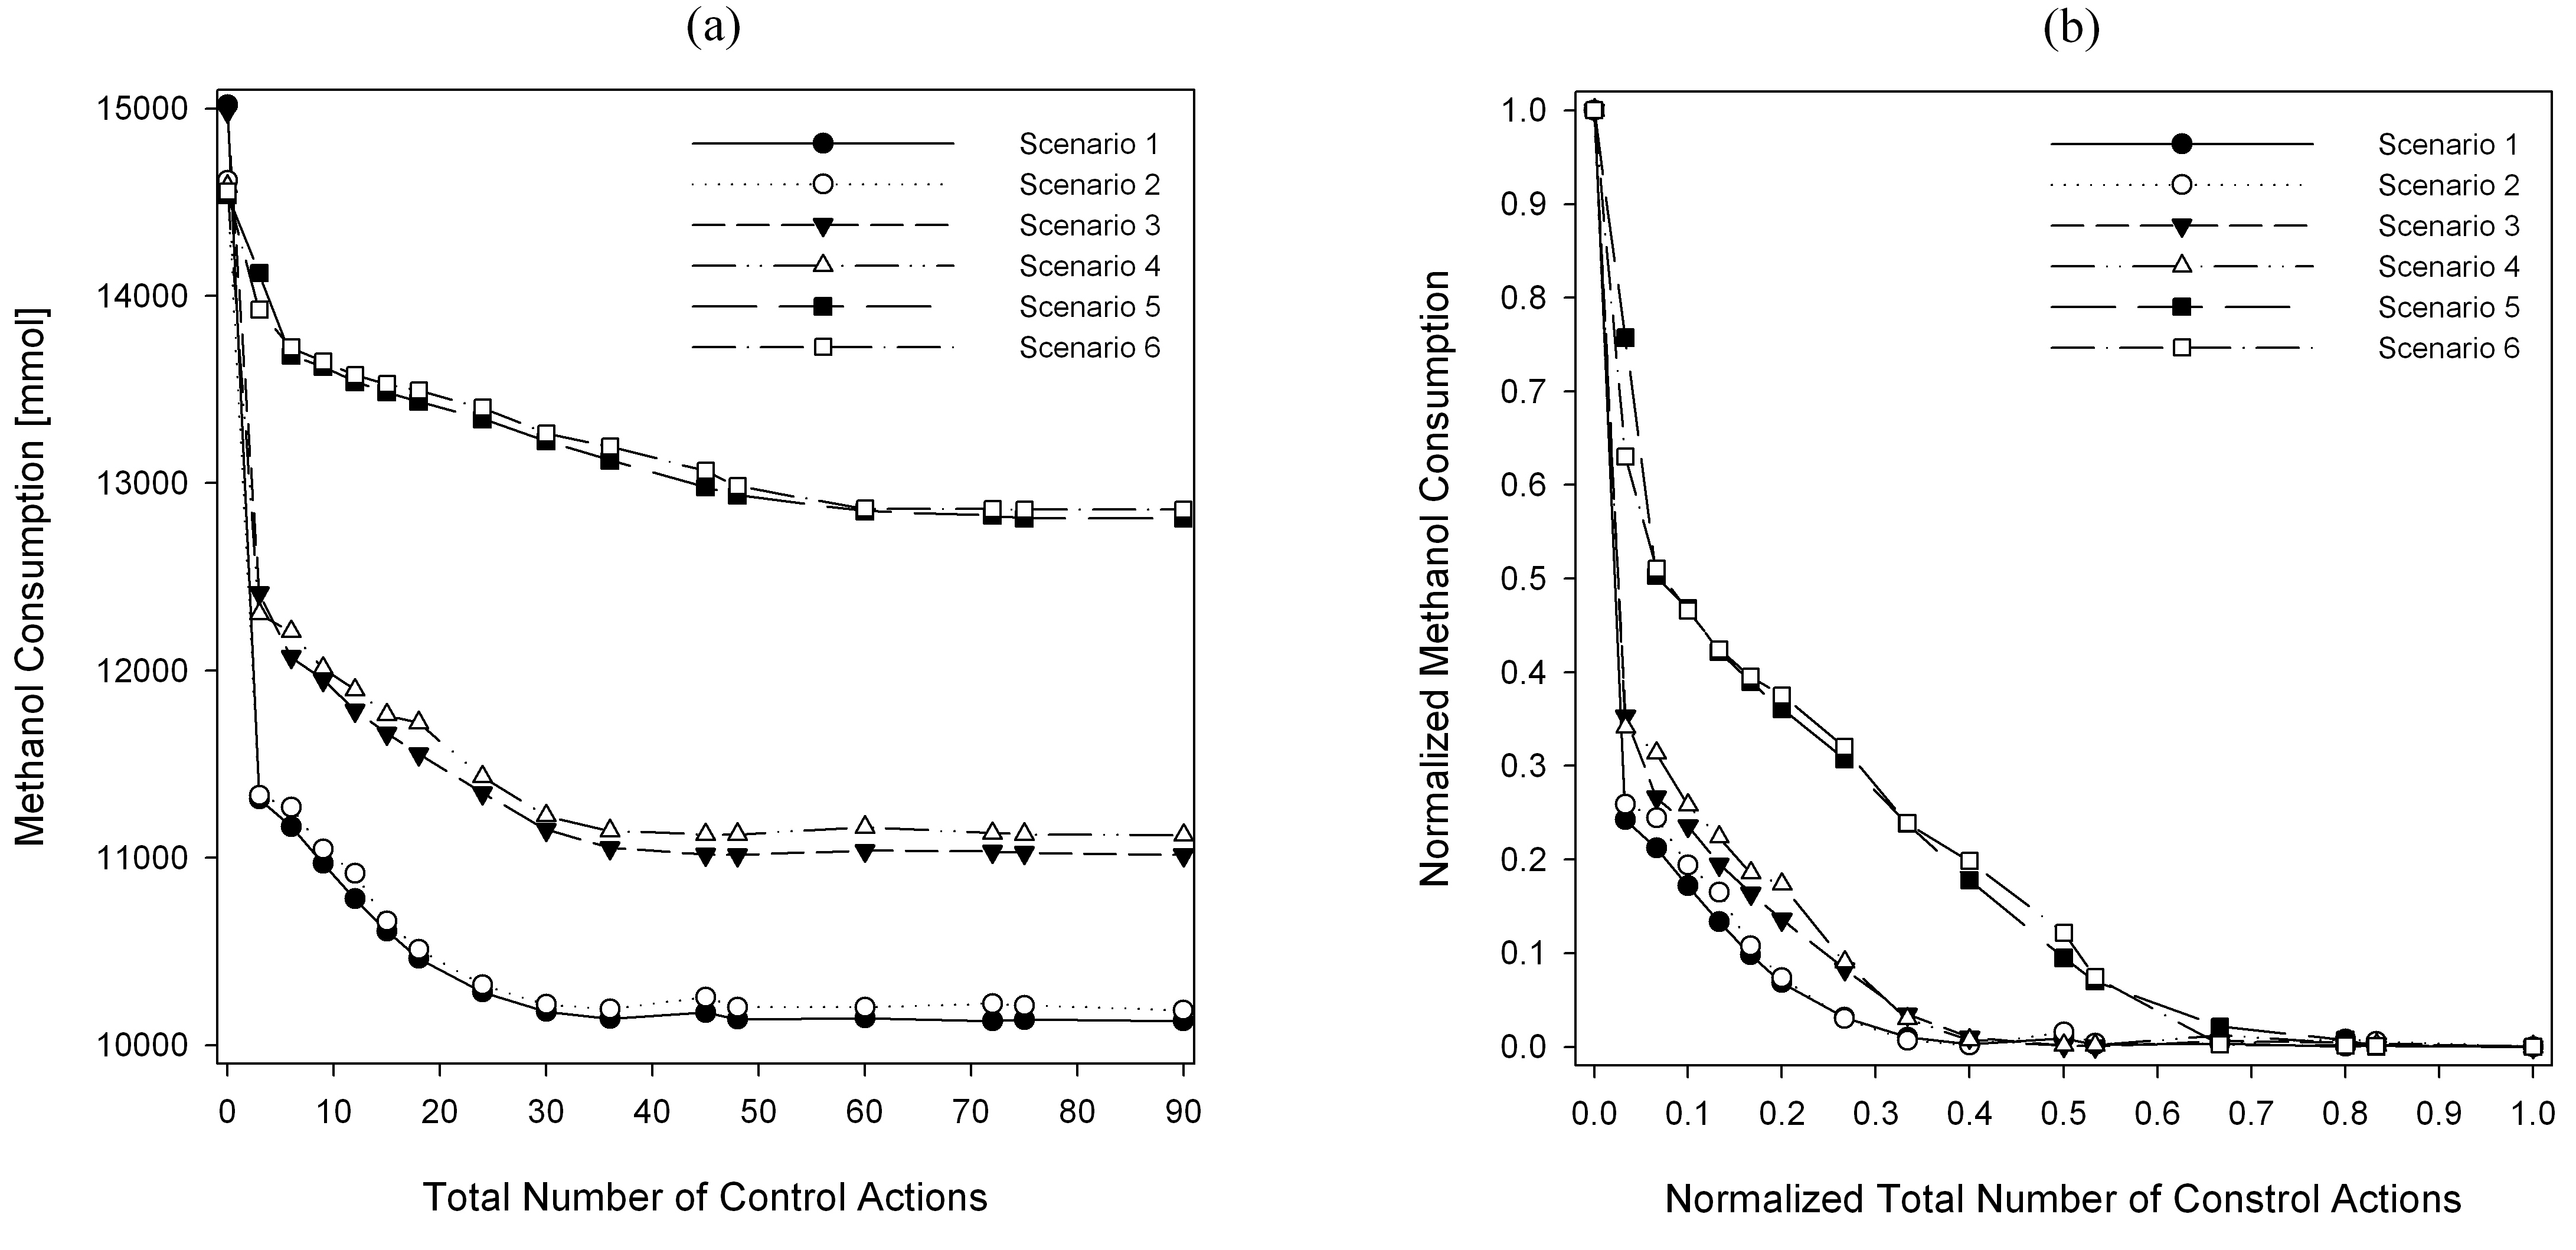 (a)
Methanol Consumption [mmol]
15000
14000
13000
12000
11000
10000
Scenario 1
Scenario 2
Scenario 3
Scenario 4
Scenario 5
Scenario 6
0 10 20 30 40 50 60 70 80 90
Total Number of Control Actions
(b)
Normalized Methanol Consumption
1.0
0.9
0.8
0.7
0.6
0.5
0.4
0.3
0.2
0.1
0.0
Scenario 1
Scenario 2
Scenario 3
Scenario 4
Scenario 5
Scenario 6
0.0 0.1 0.2 0.3 0.4 0.5 0.6 0.7 0.8 0.9 1.0
Normalized Total Number of Constrol Actions